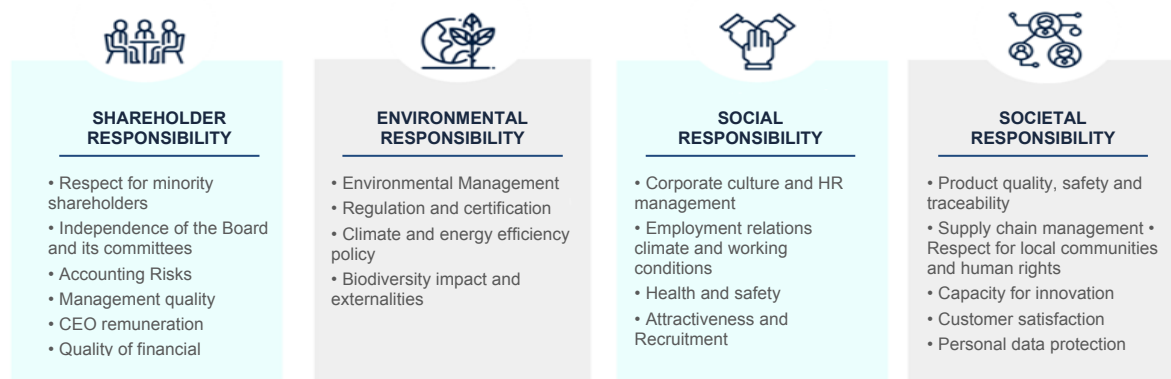 SHAREHOLDER
RESPONSIBILITY
• Respect for minority
shareholders
• Independence of the Board
and its committees
• Accounting Risks
• Management quality
• CEO remuneration
• Quality of financial
ENVIRONMENTAL
RESPONSIBILITY
• Environmental Management
• Regulation and certification
• Climate and energy efficiency
policy
• Biodiversity impact and
externalities
SOCIAL
RESPONSIBILITY
• Corporate culture and HR
management
• Employment relations
climate and working
conditions
• Health and safety
• Attractiveness and
Recruitment
SOCIETAL
RESPONSIBILITY
• Product quality, safety and
traceability
• Supply chain management •
Respect for local communities
and human rights
• Capacity for innovation
• Customer satisfaction
• Personal data protection